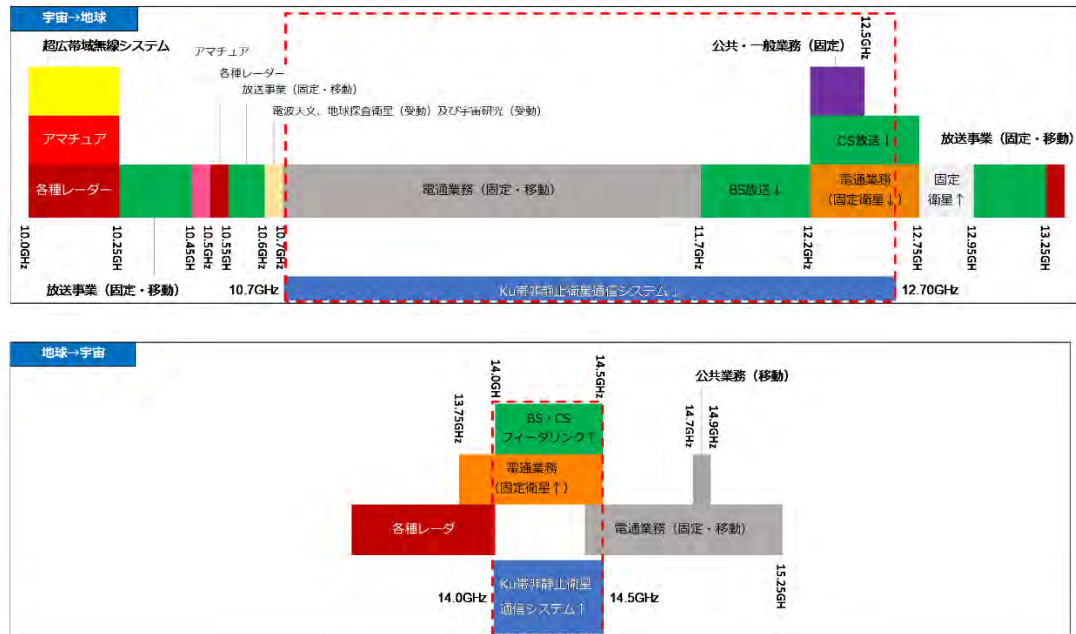 宇宙→地球
超広帯域無線システム
アマチュア
各種レーダー
放送事業（固定・移動）
電波天文、地球探査衛星（受動）及び宇宙研究（受動）
公共・一般業務（固定）
12.5GHz
アマチュア
CS放送↓
放送事業（固定・移動）
各種レーダー
電通業務（固定・移動）
BS放送↓
電通業務
（固定衛星↓）
固定
衛星↑
10.0GHz
10.25GH
10.45GH
10.5GHz
10.55GH
10.6GHz
10.7GHz
11.7GHz
12.2GHz
12.75GH
12.95GH
13.25GH
放送事業（固定・移動）
10.7GHz
Ku帯非静止衛星通信システム↓
12.70GHz
地球→宇宙
13.75GHz
14.0GH
14.5GHz
公共業務（移動）
14.7GHz
14.9GHz
BS・CS
フィーダリンク↑
電通業務
（固定衛星↑）
各種レーダ
電通業務（固定・移動）
15.25GH
14.0GHz
Ku帯非静止衛星
通信システム↑
14.5GHz